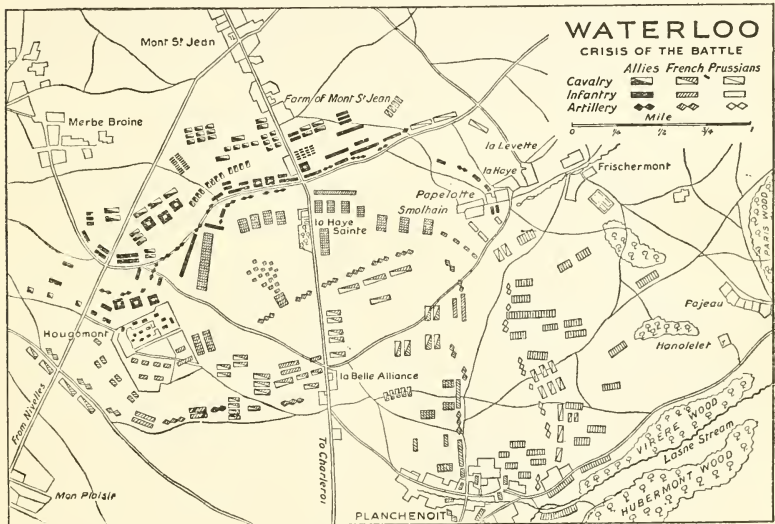 WATERLOO
CRISIS OF THE BATTLE
Allies French Prussians
Cavalry
Infantry
Artillery
Mile
0 1/4 1/2 3/4 1
Mont St Jean
Farm of Mont St Jean
Merbe Broine
la Levette
la Haye
Frischermont
Papelotte
Smolhain
la Haye
Sainte
PARIS WOOD
Hougomont
Fajeau
Hanolelet
la Belle Alliance
From Nivelles
To Charleroi
VIRERE WOOD
Lasne Stream
HUBERMONT WOOD
Mon Plaisir
PLANCHENOIT